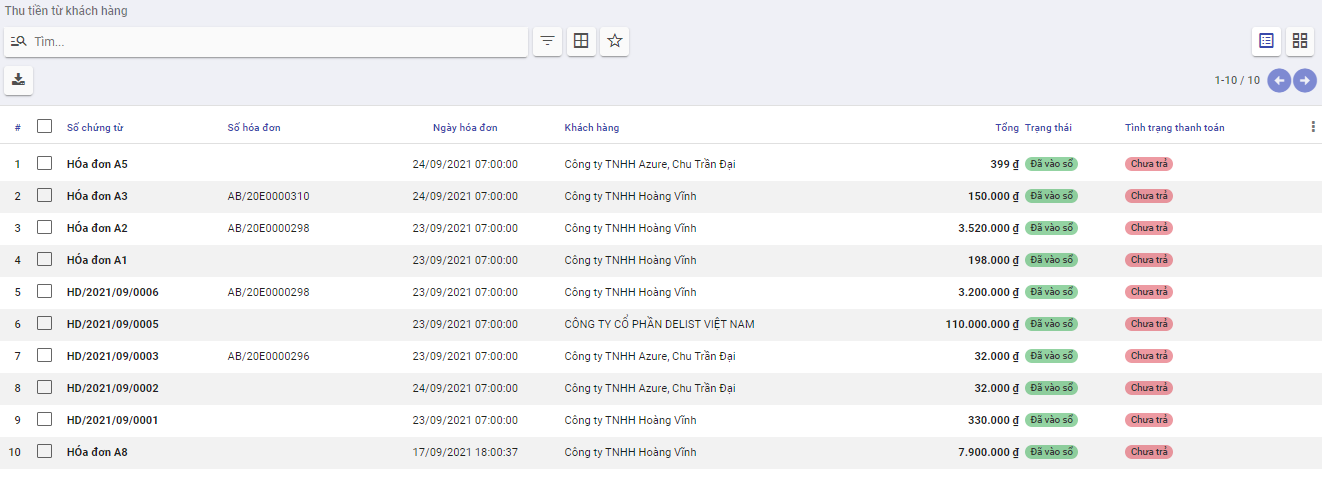 Thu tiền từ khách hàng
Tìm...
1-10 / 10
# Số chứng từ Số hóa đơn Ngày hóa đơn Khách hàng Tổng Trạng thái Tình trạng thanh toán
1 HÓa đơn A5 24/09/2021 07:00:00 Công ty TNHH Azure, Chu Trần Đại 399 ₫ Đã vào sổ Chưa trả
2 HÓa đơn A3 AB/20E0000310 24/09/2021 07:00:00 Công ty TNHH Hoàng Vĩnh 150.000 ₫ Đã vào sổ Chưa trả
3 HÓa đơn A2 AB/20E0000298 23/09/2021 07:00:00 Công ty TNHH Hoàng Vĩnh 3.520.000 ₫ Đã vào sổ Chưa trả
4 HÓa đơn A1 23/09/2021 07:00:00 Công ty TNHH Hoàng Vĩnh 198.000 ₫ Đã vào sổ Chưa trả
5 HD/2021/09/0006 AB/20E0000298 23/09/2021 07:00:00 Công ty TNHH Hoàng Vĩnh 3.200.000 ₫ Đã vào sổ Chưa trả
6 HD/2021/09/0005 23/09/2021 07:00:00 CÔNG TY CỔ PHẦN DELIST VIỆT NAM 110.000.000 ₫ Đã vào sổ Chưa trả
7 HD/2021/09/0003 AB/20E0000296 23/09/2021 07:00:00 Công ty TNHH Azure, Chu Trần Đại 32.000 ₫ Đã vào sổ Chưa trả
8 HD/2021/09/0002 24/09/2021 07:00:00 Công ty TNHH Azure, Chu Trần Đại 32.000 ₫ Đã vào sổ Chưa trả
9 HD/2021/09/0001 23/09/2021 07:00:00 Công ty TNHH Hoàng Vĩnh 330.000 ₫ Đã vào sổ Chưa trả
10 HÓa đơn A8 17/09/2021 18:00:37 Công ty TNHH Hoàng Vĩnh 7.900.000 ₫ Đã vào sổ Chưa trả